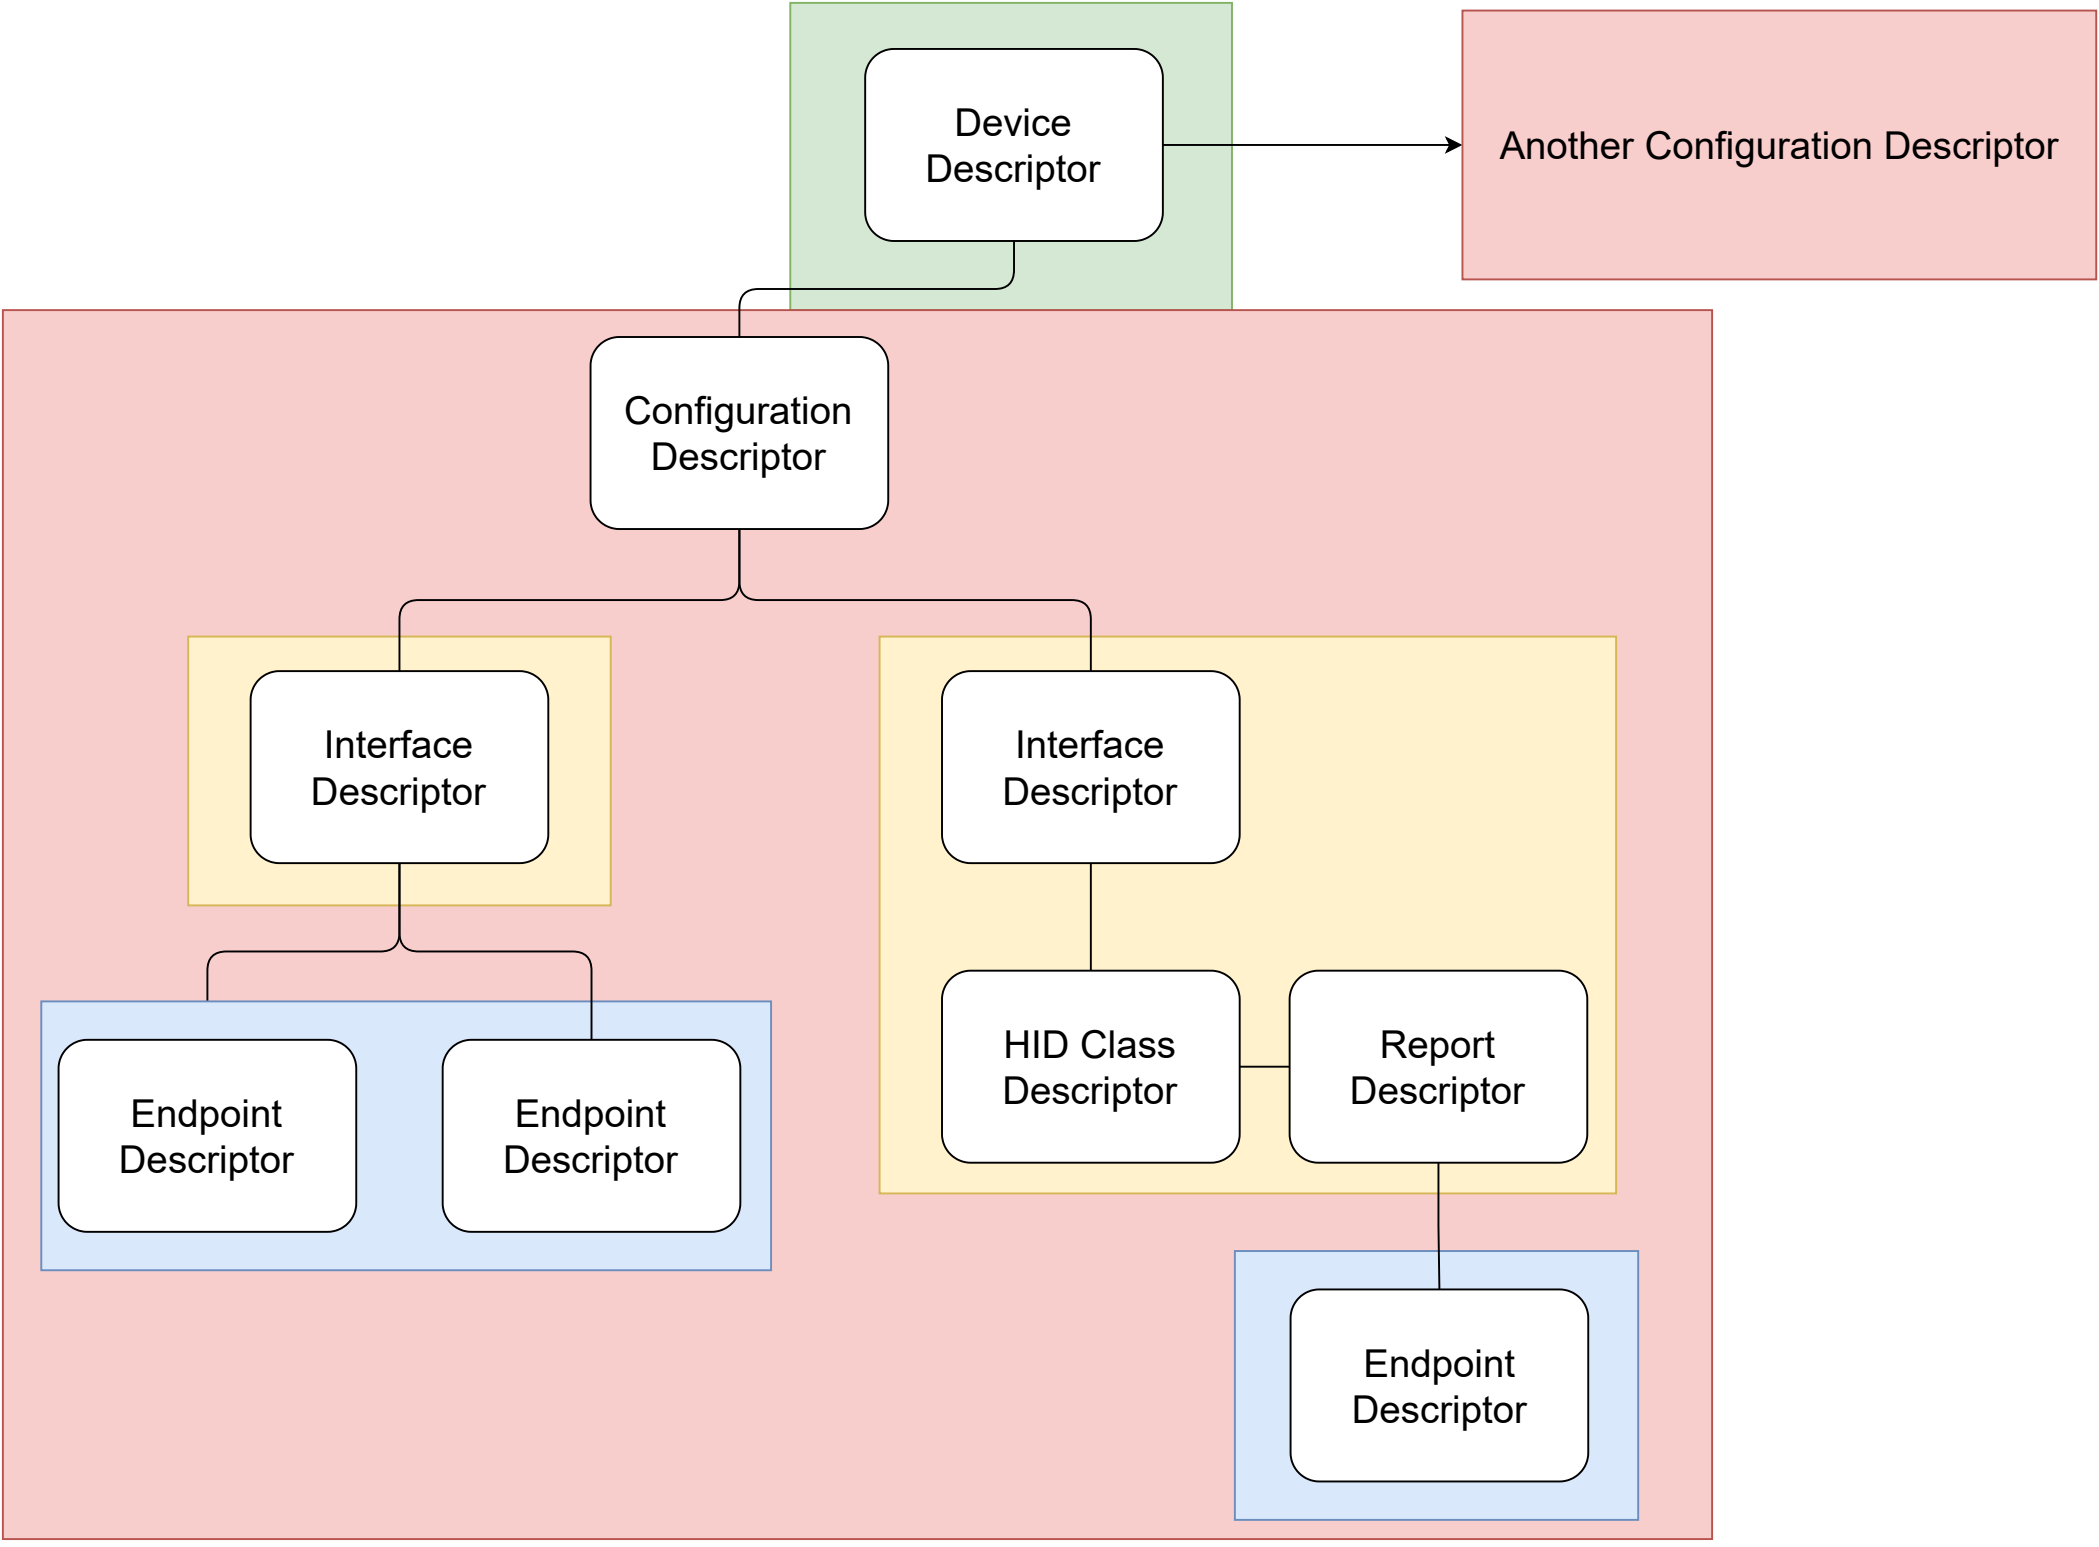 Device
Descriptor
Another Configuration Descriptor
Configuration
Descriptor
Interface
Descriptor
Interface
Descriptor
HID Class
Descriptor
Report
Descriptor
Endpoint
Descriptor
Endpoint
Descriptor
Endpoint
Descriptor